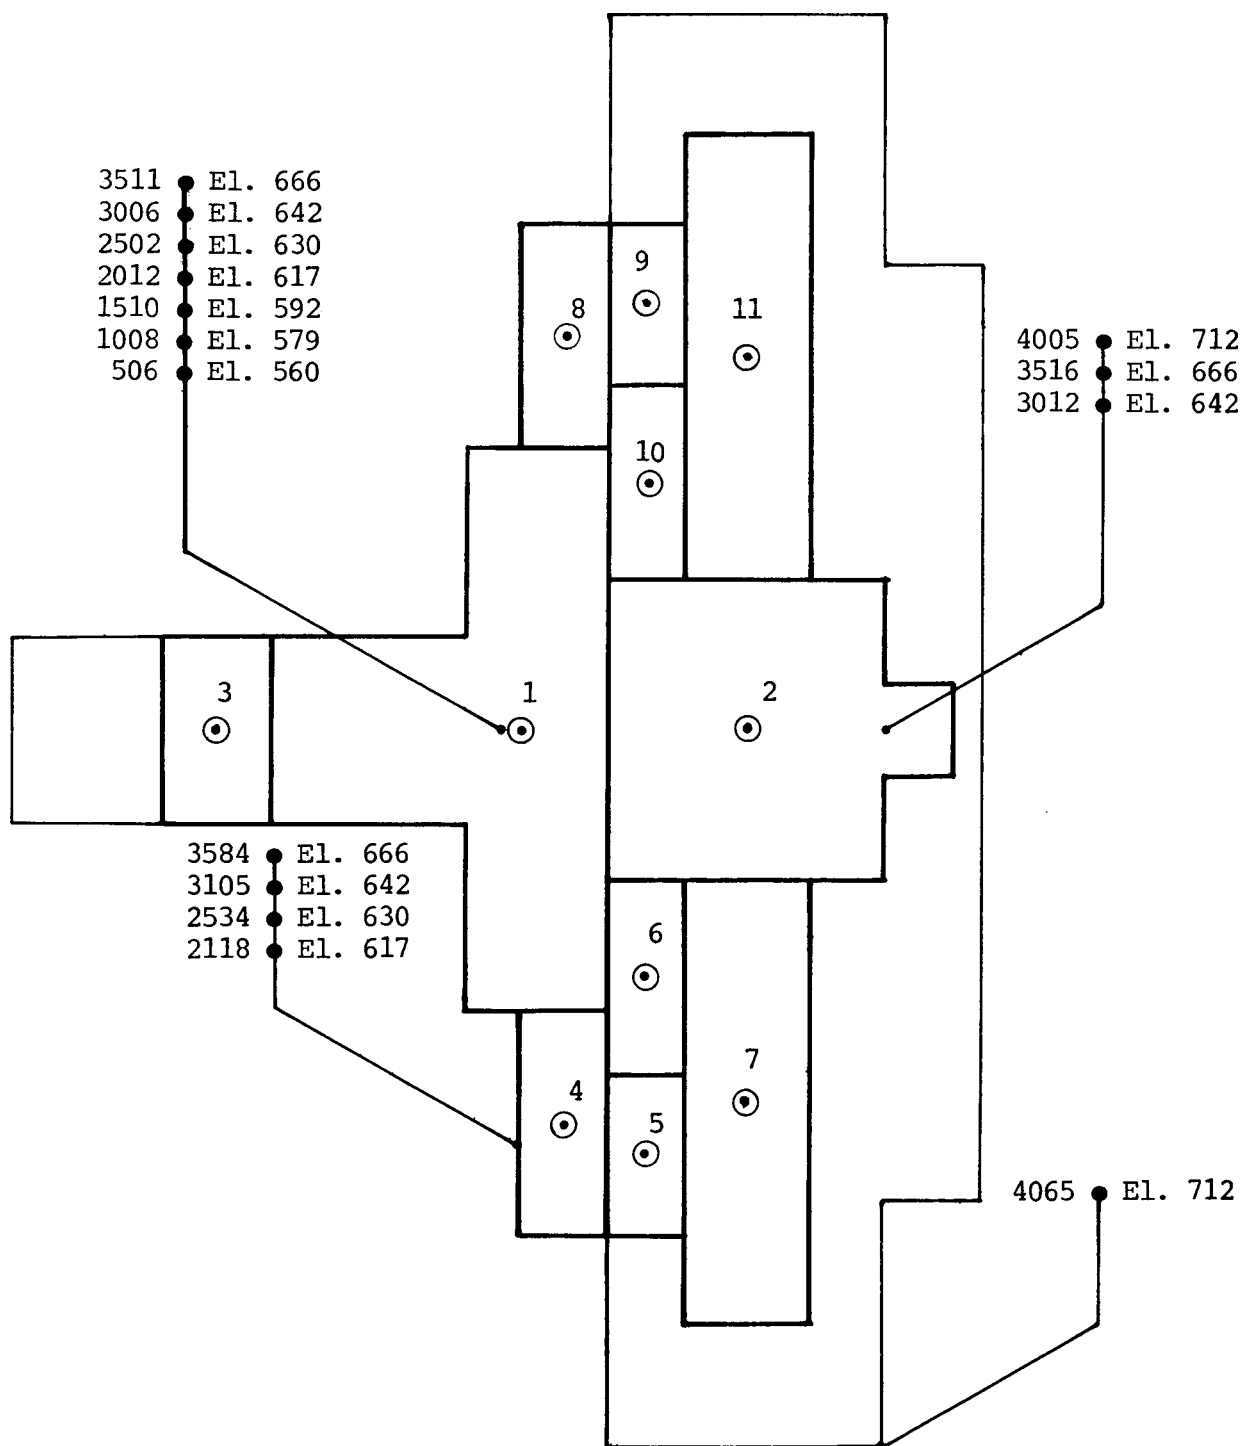 3511 El. 666
3006 El. 642
2502 El. 630
2012 El. 617
1510 El. 592
1008 El. 579
506 El. 560
9
8
11
4005 El. 712
3516 El. 666
3012 El. 642
10
3
1
2
3584 El. 666
3105 El. 642
2534 El. 630
2118 El. 617
6
7
4
5
4065 El. 712